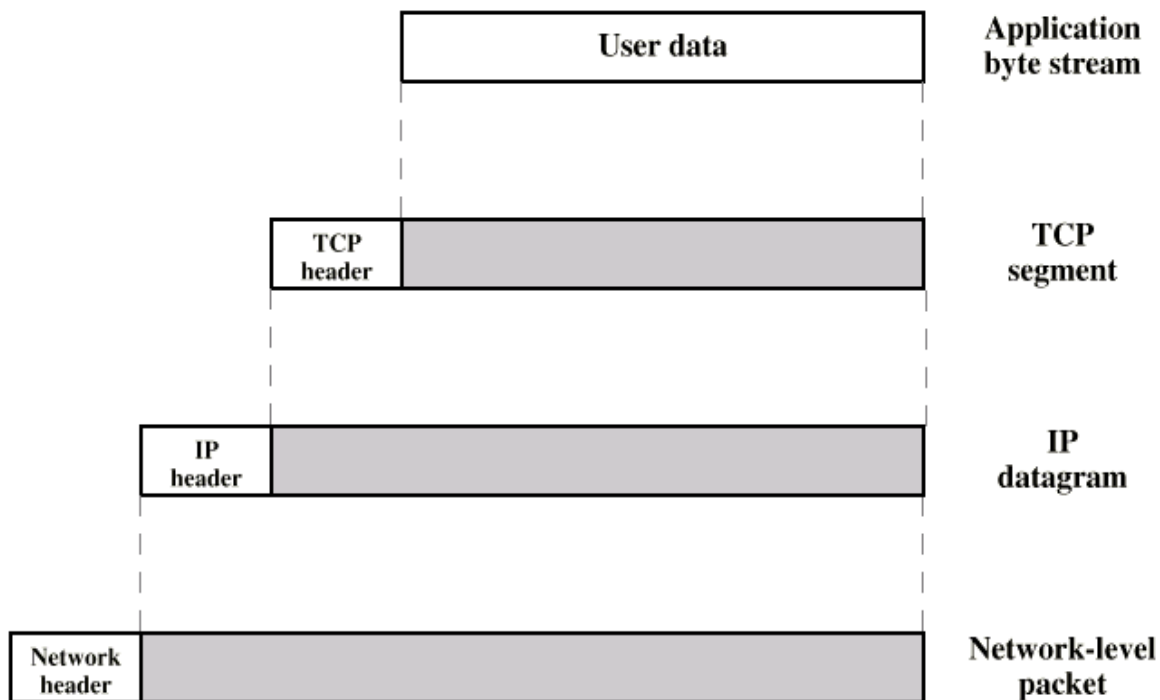 User data
Application
byte stream
TCP
header
TCP
segment
IP
header
IP
datagram
Network
header
Network-level
packet